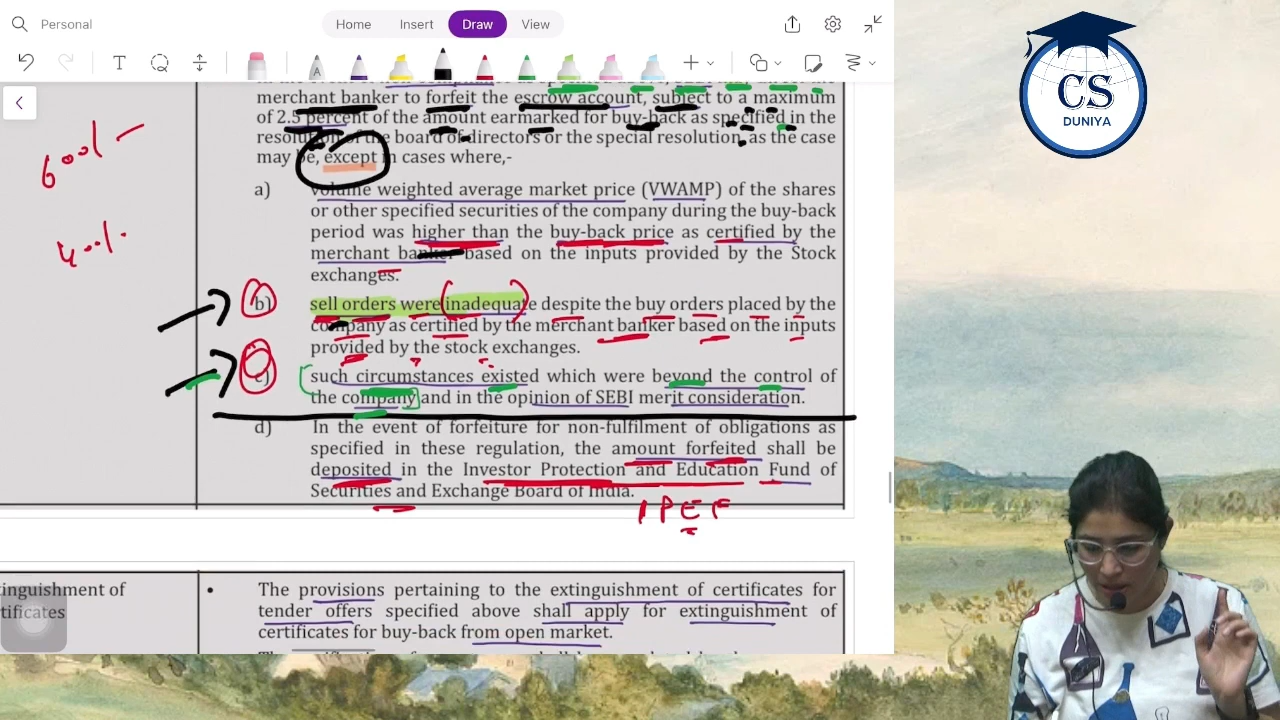 Personal
Home Insert Draw View
CS
DUNIYA
merchant banker to forfeit the escrow account, subject to a maximum
of 2.5 percent of the amount earmarked for buy-back as specified in the
board of directors or the special resolution, as the case
may be, except in cases where,-
a) volume weighted average market price (VWAMP) of the shares
or other specified securities of the company during the buy-back
period was higher than the buy-back price as certified by the
merchant banker based on the inputs provided by the Stock
exchanges.
b) sell orders were inadequate despite the buy orders placed by the
company as certified by the merchant banker based on the inputs
provided by the stock exchanges.
c) such circumstances existed which were beyond the control of
the company and in the opinion of SEBI merit consideration.
d) In the event of forfeiture for non-fulfilment of obligations as
specified in these regulation, the amount forfeited shall be
deposited in the Investor Protection and Education Fund of
Securities and Exchange Board of India.
IPEF
tinguishment of
tificates
• The provisions pertaining to the extinguishment of certificates for
tender offers specified above shall apply for extinguishment of
certificates for buy-back from open market.